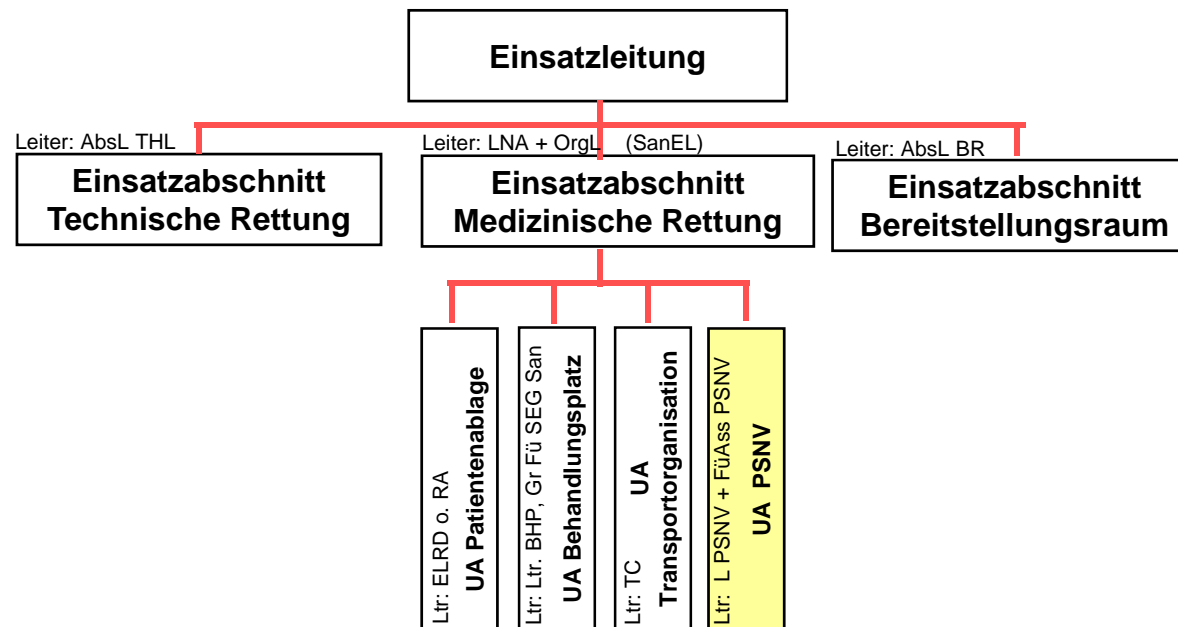 Einsatzleitung
Leiter: AbsL THL
Einsatzabschnitt
Technische Rettung
Leiter: LNA + OrgL (SanEL)
Einsatzabschnitt
Medizinische Rettung
Leiter: AbsL BR
Einsatzabschnitt
Bereitstellungsraum
Ltr: ELRD o. RA
UA Patientenablage
Ltr: Ltr. BHP, Gr Fü SEG San
UA Behandlungsplatz
Ltr: TC
UA
Transportorganisation
Ltr: L PSNV + FüAss PSNV
UA PSNV